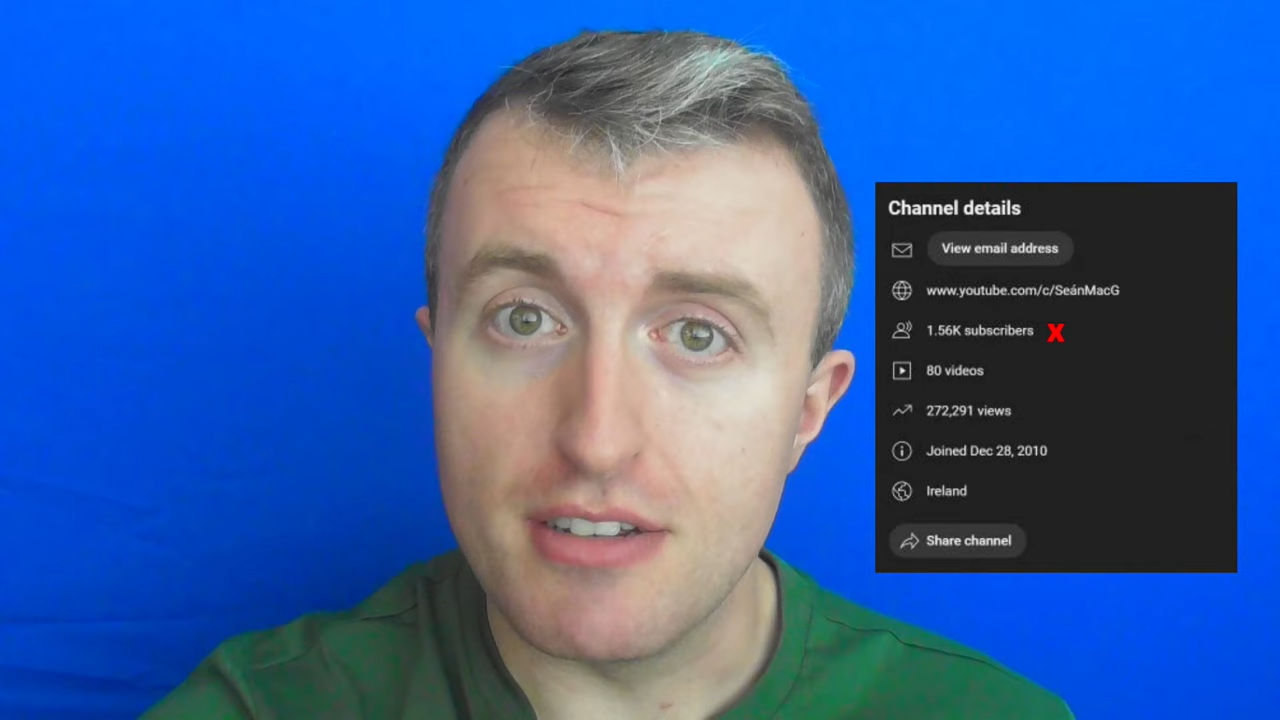 Channel details
View email address
www.youtube.com/c/SeánMacG
1.56K subscribers X
80 videos
272,291 views
Joined Dec 28, 2010
Ireland
Share channel